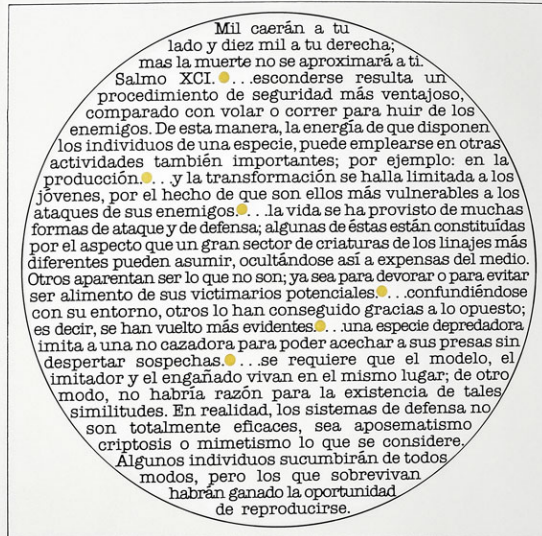 Mil caerán a tu
lado y diez mil a tu derecha;
mas la muerte no se aproximará a ti.
Salmo XCI. . . .esconderse resulta un
procedimiento de seguridad más ventajoso,
comparado con volar o correr para huir de los
enemigos. De esta manera, la energía de que disponen
los individuos de una especie, puede emplearse en otras
actividades también importantes; por ejemplo: en la
producción. . . .y la transformación se halla limitada a los
jóvenes, por el hecho de que son ellos más vulnerables a los
ataques de sus enemigos. . . .la vida se ha provisto de muchas
formas de ataque y de defensa; algunas de éstas están constituídas
por el aspecto que un gran sector de criaturas de los linajes más
diferentes pueden asumir, ocultándose así a expensas del medio.
Otros aparentan ser lo que no son; ya sea para devorar o para evitar
ser alimento de sus victimarios potenciales. . . .confundiéndose
con su entorno, otros lo han conseguido gracias a lo opuesto;
es decir, se han vuelto más evidentes. . . .una especie depredadora
imita a una no cazadora para poder acechar a sus presas sin
despertar sospechas. . . .se requiere que el modelo, el
imitador y el engañado vivan en el mismo lugar; de otro
modo, no habría razón para la existencia de tales
similitudes. En realidad, los sistemas de defensa no
son totalmente eficaces, sea aposematismo
criptosis o mimetismo lo que se considere.
Algunos individuos sucumbirán de todos
modos, pero los que sobrevivan
habrán ganado la oportunidad
de reproducirse.